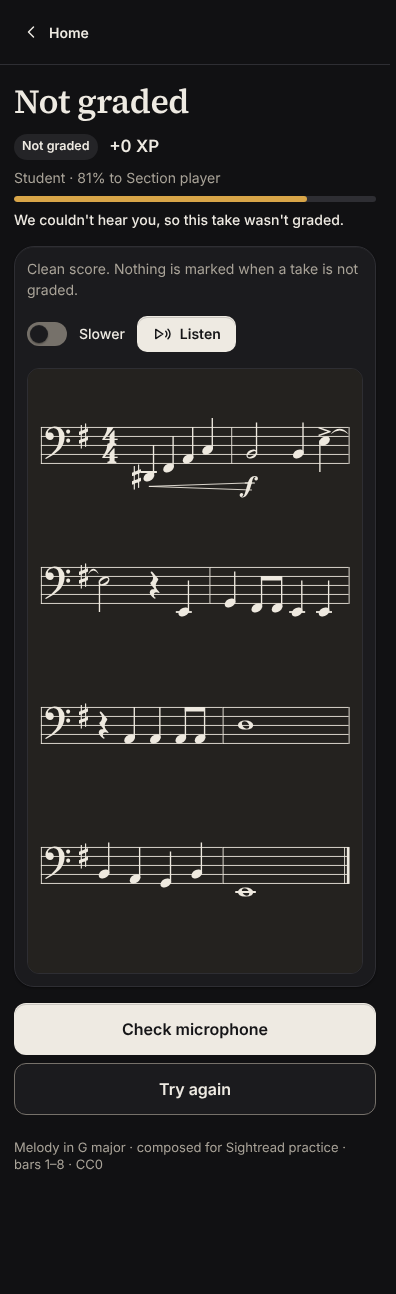 Home
Not graded
Not graded
+0 XP
Student · 81% to Section player
We couldn't hear you, so this take wasn't graded.
Clean score. Nothing is marked when a take is not
graded.
Slower
Listen
4
4
f
Check microphone
Try again
Melody in G major · composed for Sightread practice ·
bars 1–8 · CC0